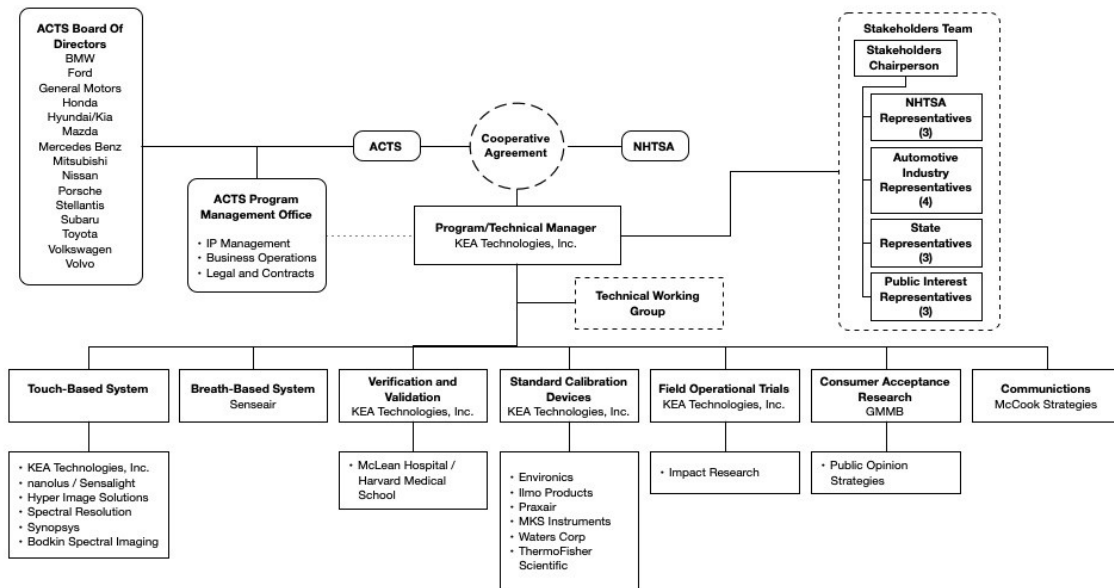 ACTS Board Of
Directors
BMW
Ford
General Motors
Honda
Hyundai/Kia
Mazda
Mercedes Benz
Mitsubishi
Nissan
Porsche
Stellantis
Subaru
Toyota
Volkswagen
Volvo
ACTS
Cooperative
Agreement
NHTSA
ACTS Program
Management Office
• IP Management
• Business Operations
• Legal and Contracts
Program/Technical Manager
KEA Technologies, Inc.
Stakeholders Team
Stakeholders
Chairperson
NHTSA
Representatives
(3)
Automotive
Industry
Representatives
(4)
State
Representatives
(3)
Public Interest
Representatives
(3)
Technical Working
Group
Touch-Based System
Breath-Based System
Senseair
Verification and
Validation
KEA Technologies, Inc.
Standard Calibration
Devices
KEA Technologies, Inc.
Field Operational Trials
KEA Technologies, Inc.
Consumer Acceptance
Research
GMMB
Communictions
McCook Strategies
• KEA Technologies, Inc.
• nanolus / Sensalight
• Hyper Image Solutions
• Spectral Resolution
• Synopsys
• Bodkin Spectral Imaging
• McLean Hospital /
Harvard Medical
School
• Environics
• Ilmo Products
• Praxair
• MKS Instruments
• Waters Corp
• ThermoFisher
Scientific
• Impact Research
• Public Opinion
Strategies